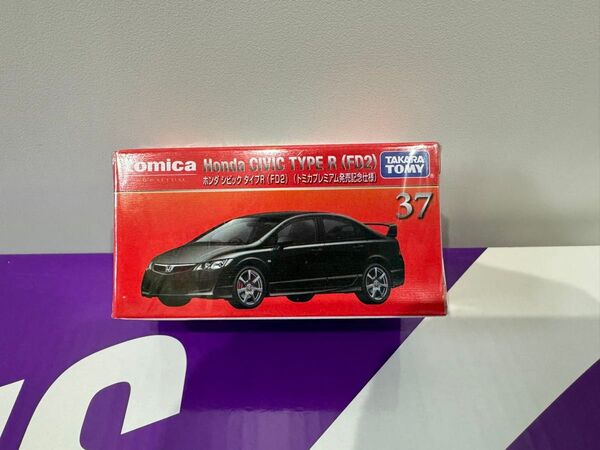 Tomica Honda CIVIC TYPE R (FD2)
ホンダ シビック タイプR(FD2) (トミカプレミアム発売記念仕様)
TAKARA TOMY
37